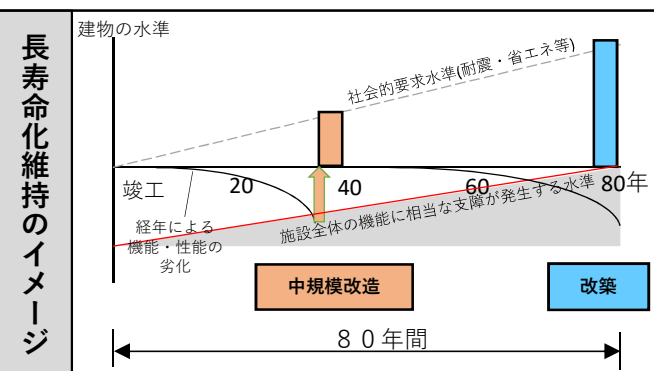 長寿命化維持のイメージ
建物の水準
社会的要求水準(耐震・省エネ等)
竣工
20
40
60
80年
経年による
機能・性能の
劣化
施設全体の機能に相当な支障が発生する水準
中規模改造
改築
８０年間